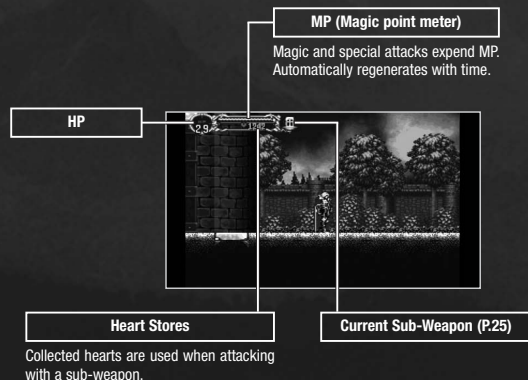 MP (Magic point meter)
Magic and special attacks expend MP.
Automatically regenerates with time.
HP
Heart Stores
Collected hearts are used when attacking
with a sub-weapon.
Current Sub-Weapon (P.25)